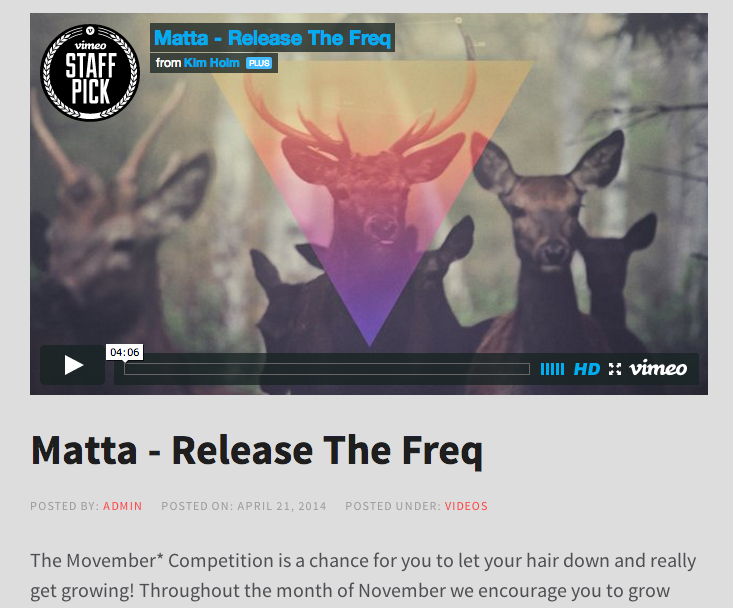 vimeo
STAFF
PICK
Matta - Release The Freq
from Kim Holm PLUS
04:06
HD vimeo
Matta - Release The Freq
POSTED BY: ADMIN POSTED ON: APRIL 21, 2014 POSTED UNDER: VIDEOS
The Movember* Competition is a chance for you to let your hair down and really
get growing! Throughout the month of November we encourage you to grow